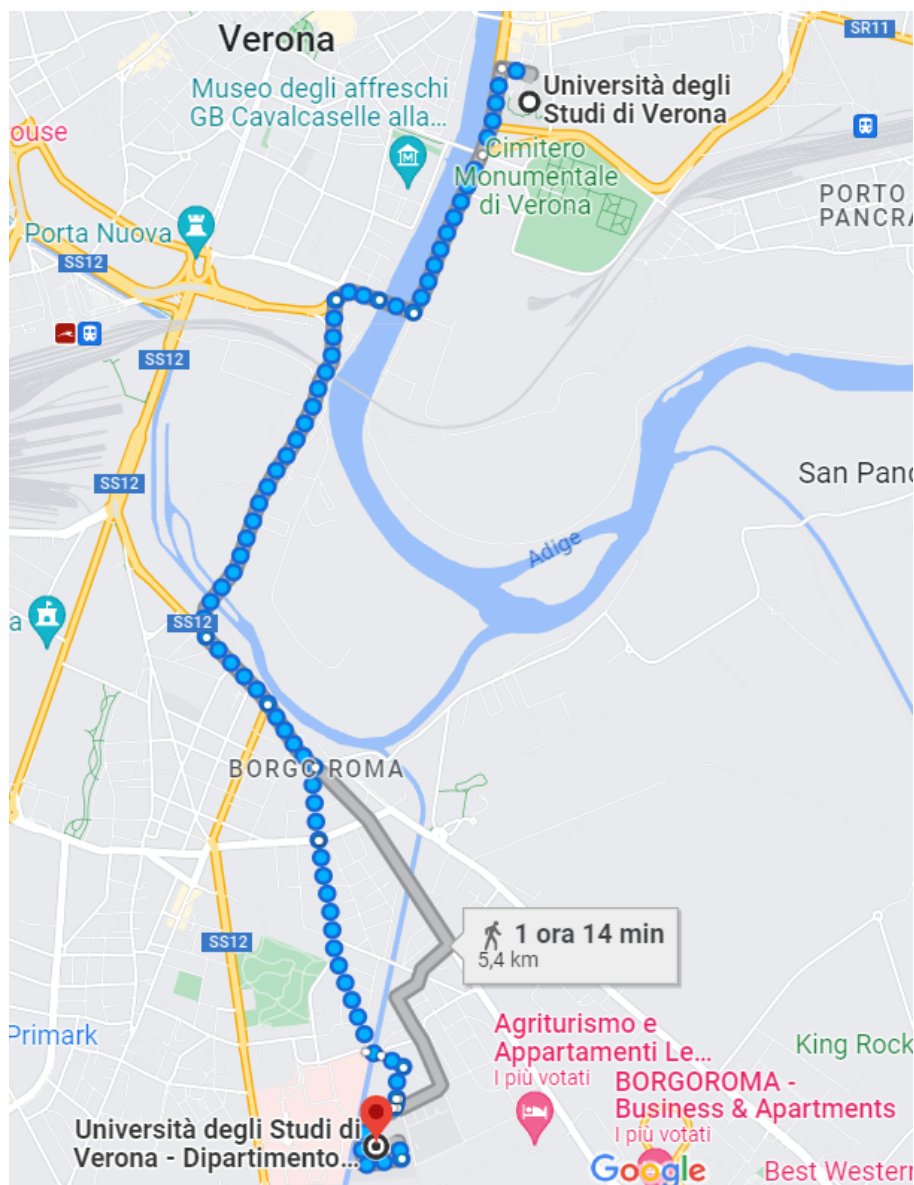 Verona
SR11
Museo degli affreschi
GB Cavalcaselle alla...
Università degli
Studi di Verona
ouse
Cimitero
Monumentale
di Verona
PORTO
PANCRA
Porta Nuova
SS12
SS12
SS12
San Panc
Adige
a
SS12
BORGO ROMA
1 ora 14 min
5,4 km
SS12
Primark
Agriturismo e
Appartamenti Le...
I più votati
King Rock
BORGOROMA -
Business & Apartments
I più votati
Università degli Studi di
Verona - Dipartimento...
Google
Best Western